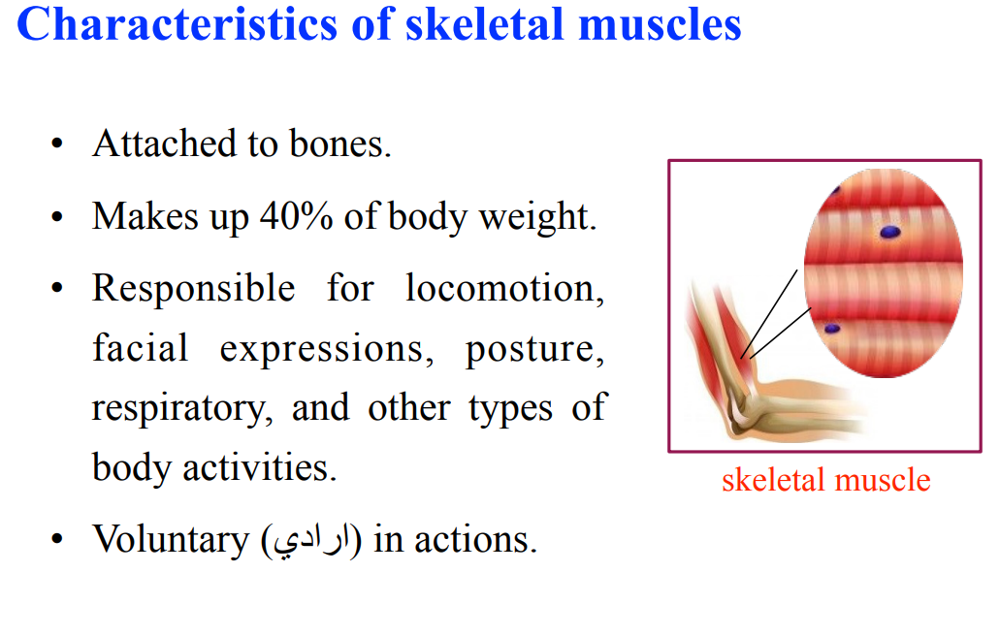 Characteristics of skeletal muscles
• Attached to bones.
• Makes up 40% of body weight.
• Responsible for locomotion,
facial expressions, posture,
respiratory, and other types of
body activities.
skeletal muscle
• Voluntary (ارادي) in actions.